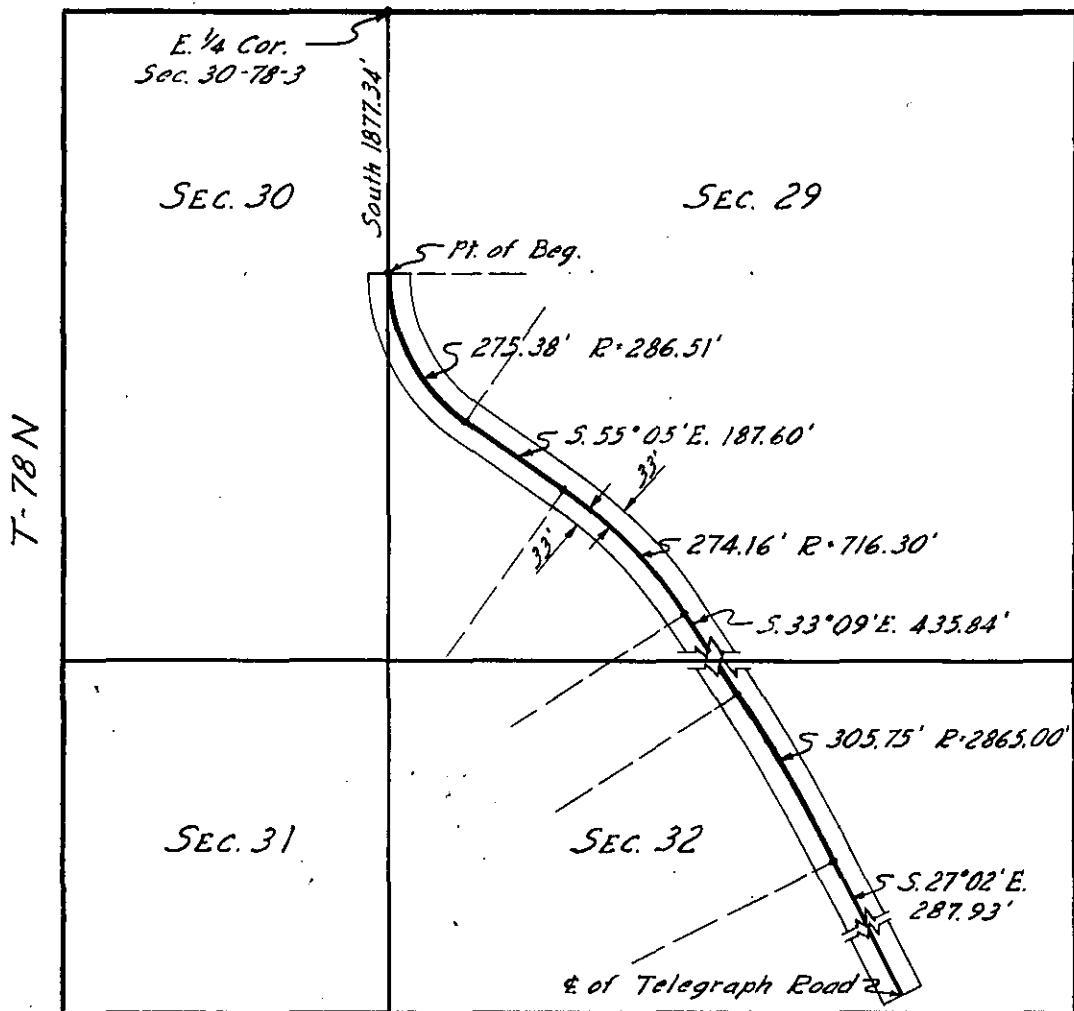 E. 1/4 Cor.
Sec. 30-78-3
South 1877.34'
SEC. 30
SEC. 29
Pt. of Beg.
275.38' R=286.51'
S. 55°05'E. 187.60'
33'
33'
274.16' R=716.30'
S. 33°09'E. 435.84'
T-78N
305.75' R=2865.00'
SEC. 31
SEC. 32
S. 27°02'E.
287.93'
℄ of Telegraph Road